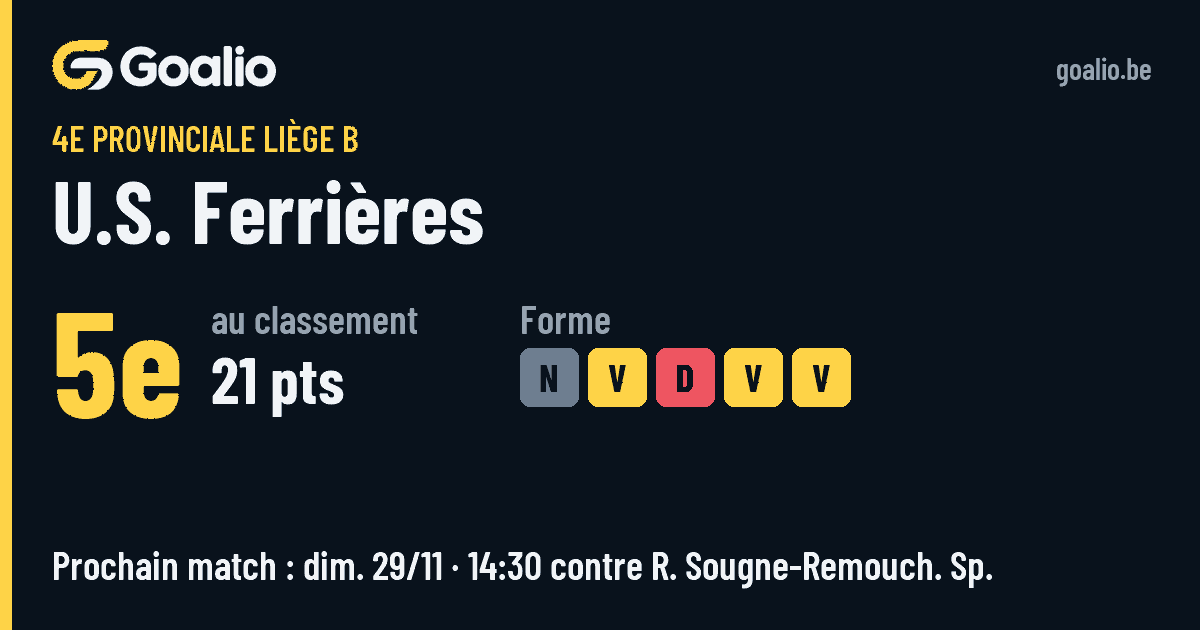 Goalio
goalio.be
4E PROVINCIALE LIÈGE B
U.S. Ferrières
5e
au classement
21 pts
Forme
N V D V V
Prochain match : dim. 29/11 · 14:30 contre R. Sougne-Remouch. Sp.